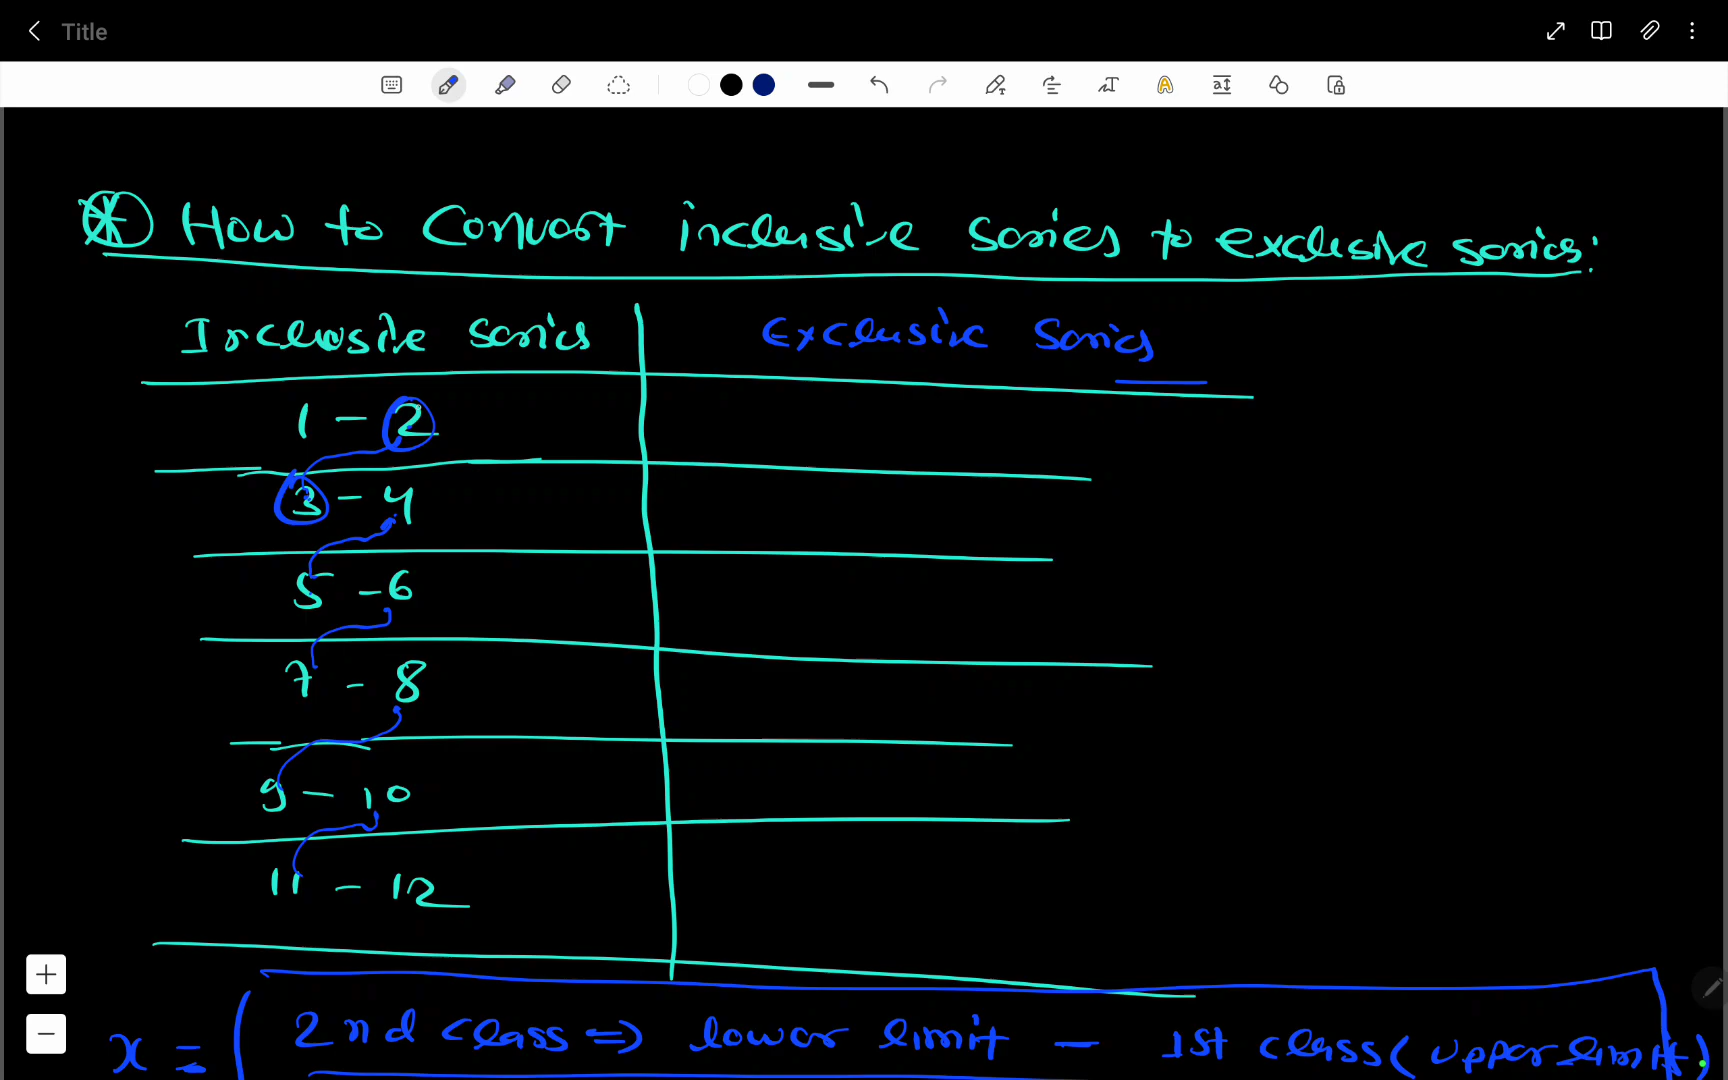 Title
How to Convert inclusive series to exclusive series:
Inclusive series Exclusive Series
1 - 2
3 - 4
5 - 6
7 - 8
9 - 10
11 - 12
x = ( 2nd class => lower limit - 1st class (upper limit)